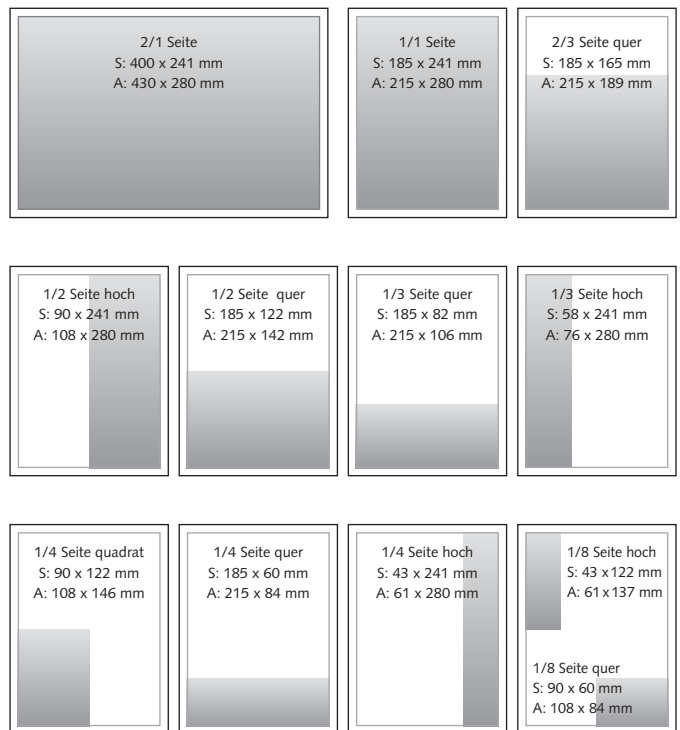 2/1 Seite
S: 400 x 241 mm
A: 430 x 280 mm
1/1 Seite
S: 185 x 241 mm
A: 215 x 280 mm
2/3 Seite quer
S: 185 x 165 mm
A: 215 x 189 mm
1/2 Seite hoch
S: 90 x 241 mm
A: 108 x 280 mm
1/2 Seite quer
S: 185 x 122 mm
A: 215 x 142 mm
1/3 Seite quer
S: 185 x 82 mm
A: 215 x 106 mm
1/3 Seite hoch
S: 58 x 241 mm
A: 76 x 280 mm
1/4 Seite quadrat
S: 90 x 122 mm
A: 108 x 146 mm
1/4 Seite quer
S: 185 x 60 mm
A: 215 x 84 mm
1/4 Seite hoch
S: 43 x 241 mm
A: 61 x 280 mm
1/8 Seite hoch
S: 43 x 122 mm
A: 61 x 137 mm
1/8 Seite quer
S: 90 x 60 mm
A: 108 x 84 mm